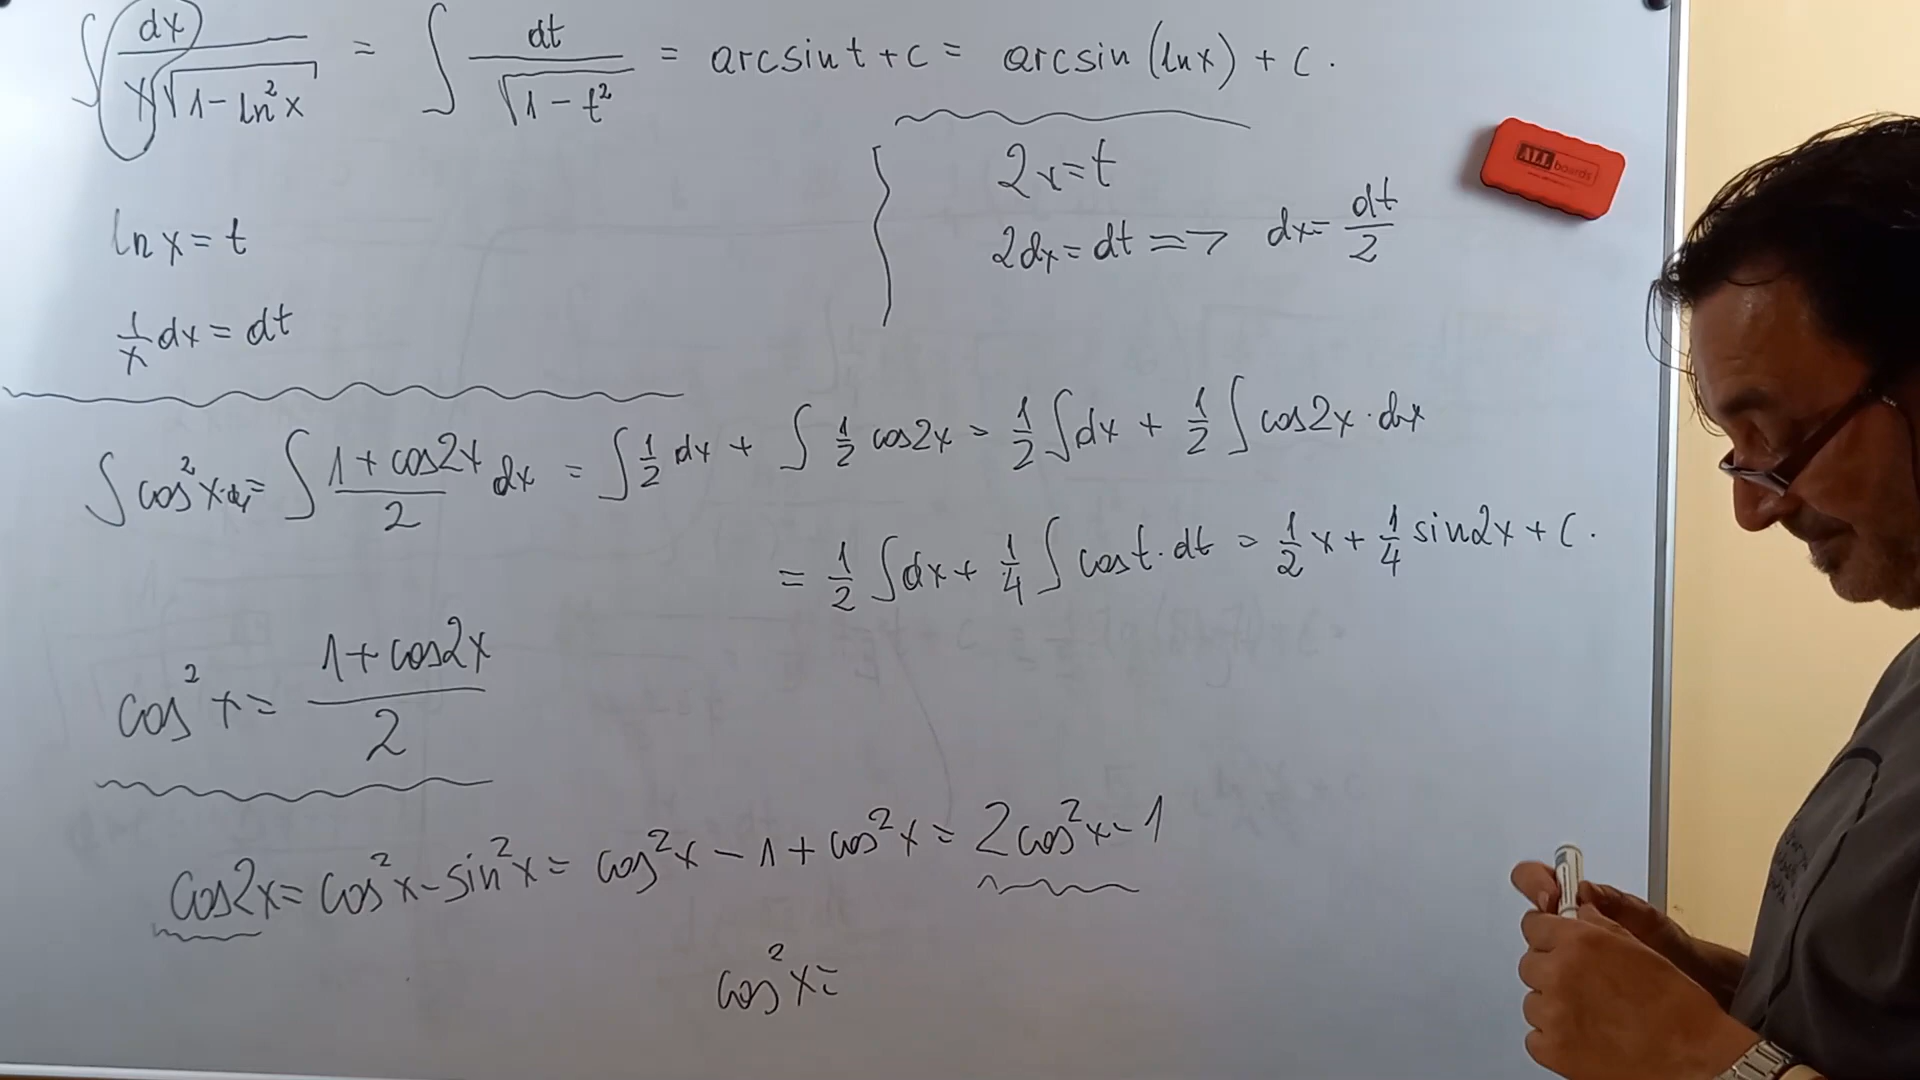 ∫ dx / (x√(1-ln²x)) = ∫ dt / √(1-t²) = arcsin t + c = arcsin (ln x) + c.
ln x = t
1/x dx = dt
2x = t
2dx = dt => dx = dt/2
ALL boards
∫ cos²x·dx = ∫ (1+cos2x)/2 dx = ∫ 1/2 dx + ∫ 1/2 cos2x = 1/2 ∫ dx + 1/2 ∫ cos2x·dx
= 1/2 ∫ dx + 1/4 ∫ cos t·dt = 1/2 x + 1/4 sin2x + c.
cos²x = (1+cos2x)/2
cos2x = cos²x - sin²x = cos²x - 1 + cos²x = 2cos²x - 1
cos²x =